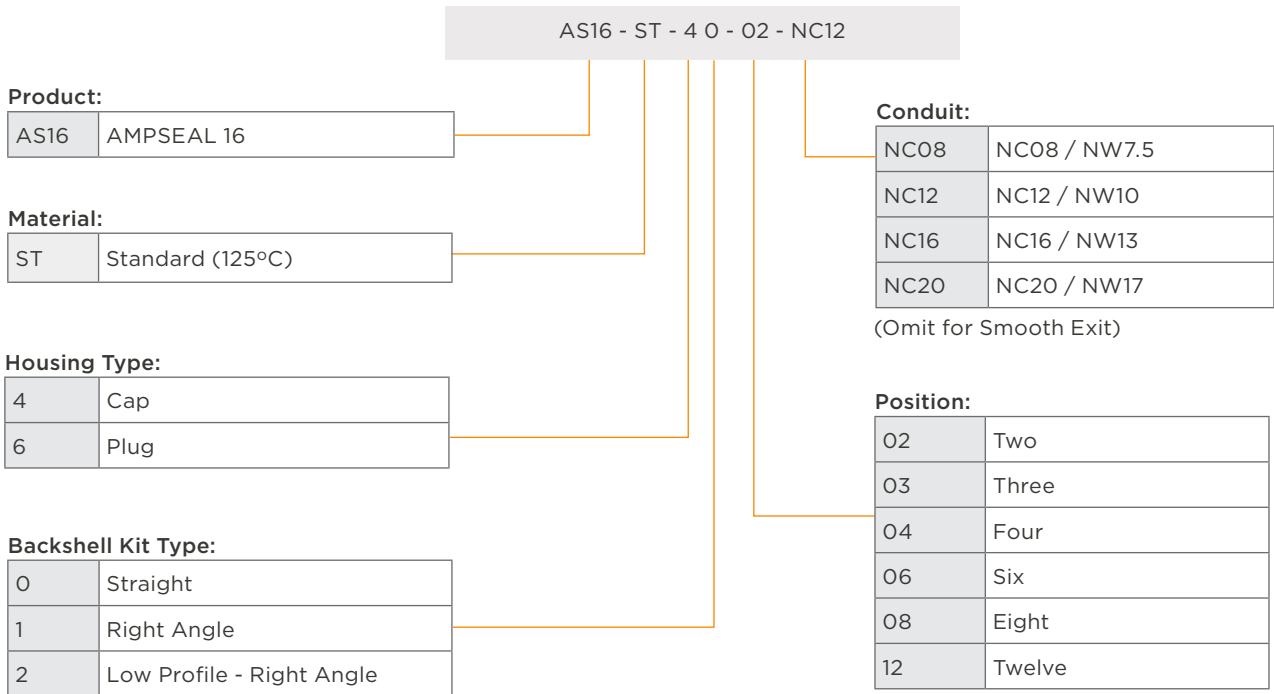 AS16 - ST - 4 0 - 02 - NC12
Product:
AS16 AMPSEAL 16
Material:
ST Standard (125ºC)
Housing Type:
4 Cap
6 Plug
Backshell Kit Type:
0 Straight
1 Right Angle
2 Low Profile - Right Angle
Conduit:
NC08 NC08 / NW7.5
NC12 NC12 / NW10
NC16 NC16 / NW13
NC20 NC20 / NW17
(Omit for Smooth Exit)
Position:
02 Two
03 Three
04 Four
06 Six
08 Eight
12 Twelve